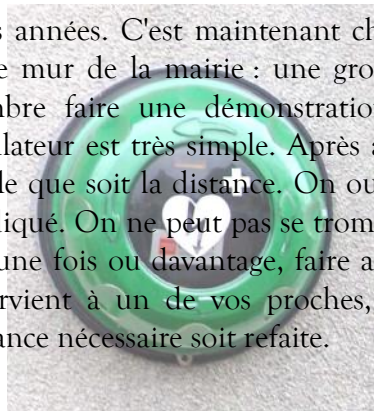 s années. C'est maintenant ch
e mur de la mairie : une gro
mbre faire une démonstratio
lateur est très simple. Après a
le que soit la distance. On ou
iqué. On ne peut pas se trom
une fois ou davantage, faire a
rvient à un de vos proches,
ance nécessaire soit refaite.